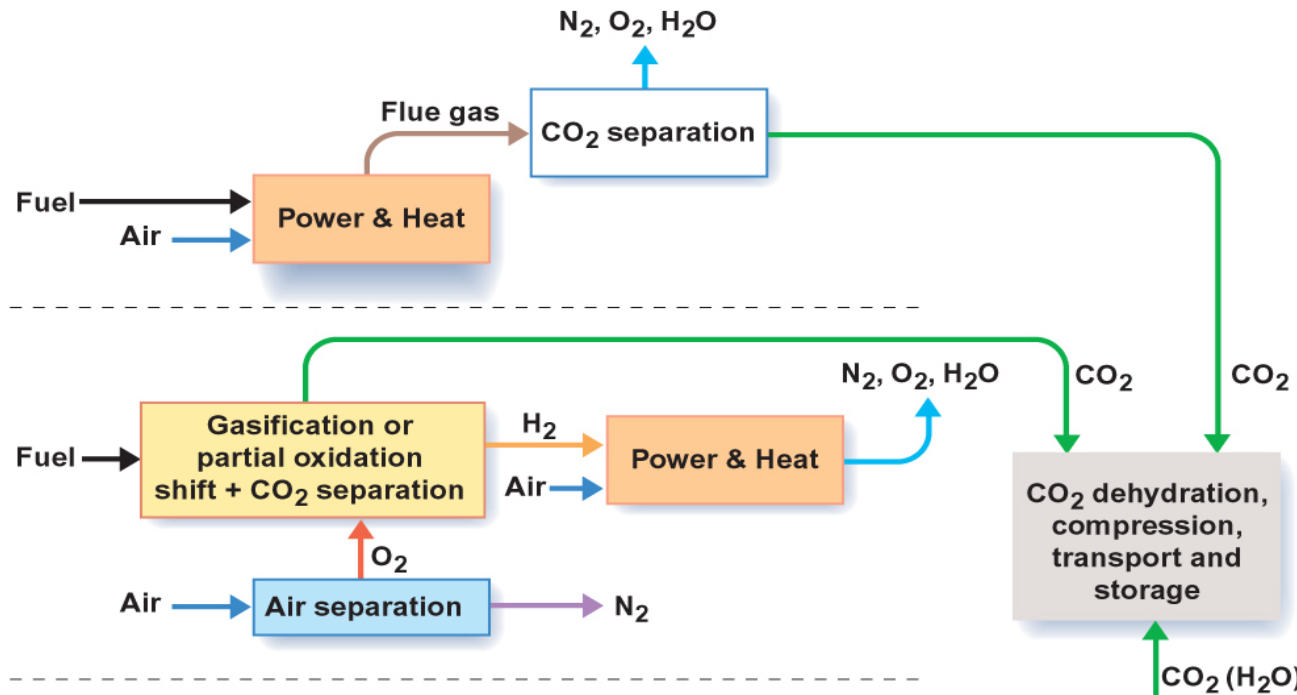 N₂, O₂, H₂O
Flue gas
CO₂ separation
Fuel
Power & Heat
Air
N₂, O₂, H₂O
CO₂
CO₂
Gasification or
partial oxidation
shift + CO₂ separation
H₂
Fuel
Power & Heat
Air
CO₂ dehydration,
compression,
transport and
storage
O₂
Air
Air separation
N₂
CO₂ (H₂O)